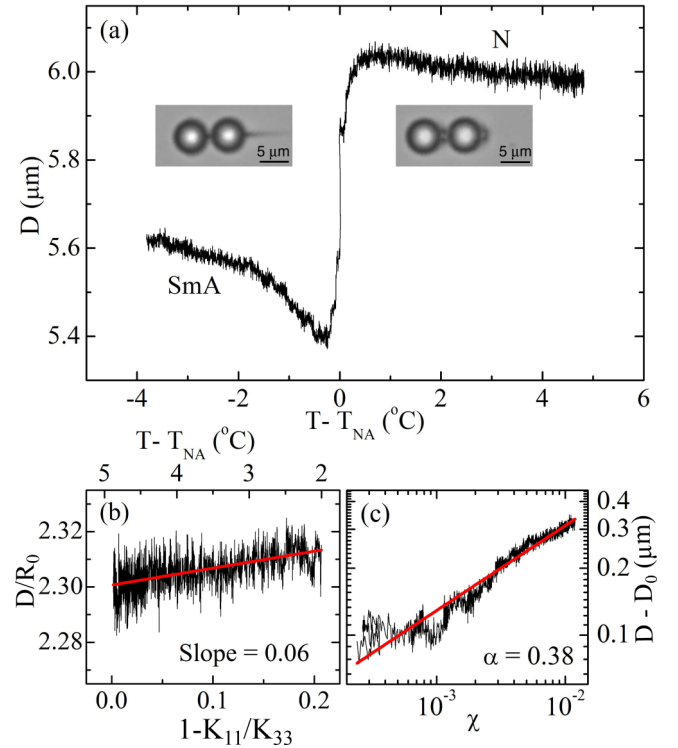 (a)
N
6.0
5.8
5.6
5.4
D (μm)
5 μm
5 μm
SmA
-4
-2
0
2
4
6
T- T_NA (°C)
T- T_NA (°C)
5
4
3
2
(b)
2.32
2.30
2.28
D/R_0
Slope = 0.06
0.0
0.1
0.2
1-K_11/K_33
(c)
0.4
0.3
0.2
0.1
D - D_0 (μm)
α = 0.38
10^-3
10^-2
χ